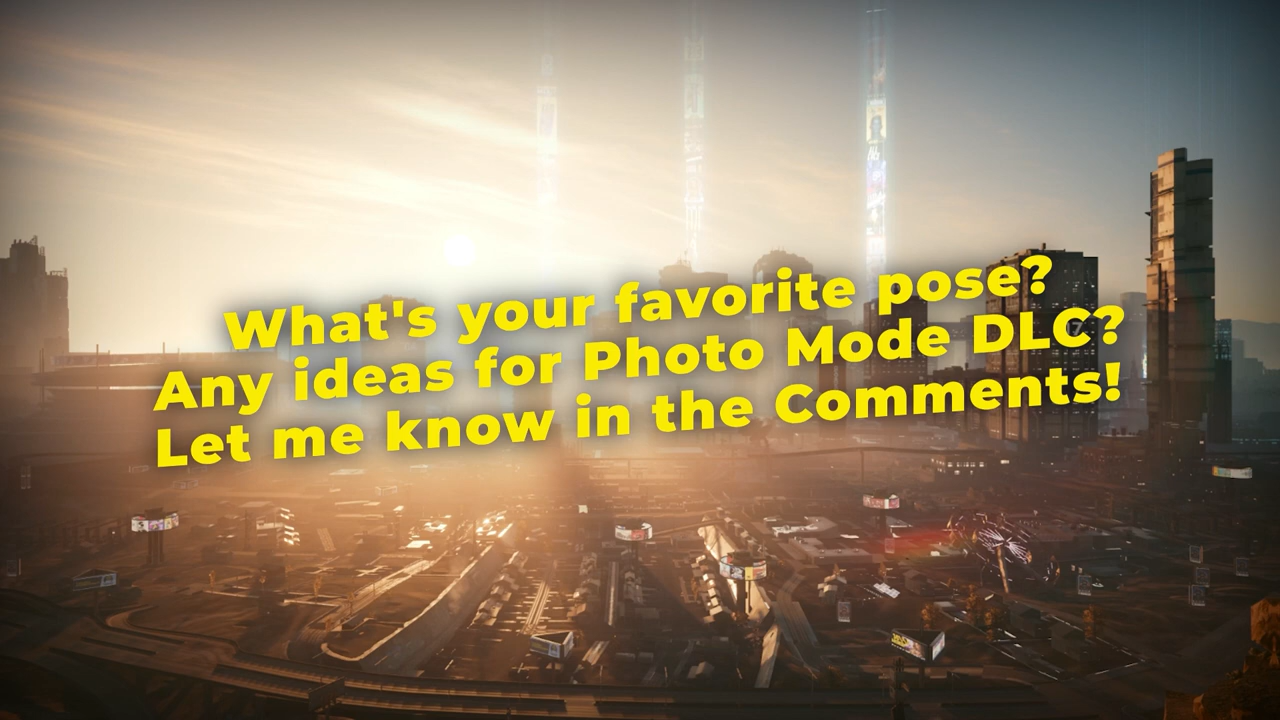 What's your favorite pose?
Any ideas for Photo Mode DLC?
Let me know in the Comments!